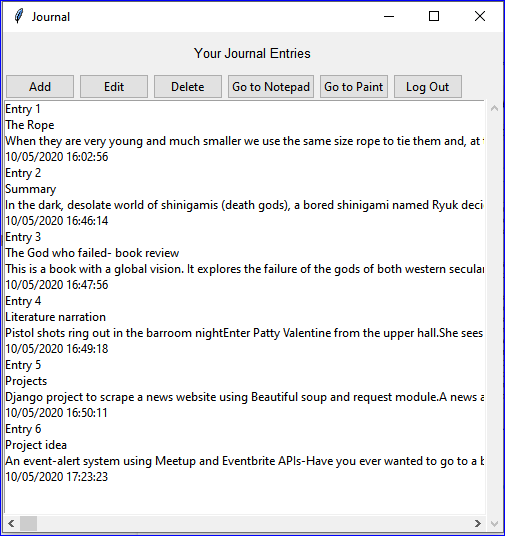 Journal
Your Journal Entries
Add Edit Delete Go to Notepad Go to Paint Log Out
Entry 1
The Rope
When they are very young and much smaller we use the same size rope to tie them and, at
10/05/2020 16:02:56
Entry 2
Summary
In the dark, desolate world of shinigamis (death gods), a bored shinigami named Ryuk deci
10/05/2020 16:46:14
Entry 3
The God who failed- book review
This is a book with a global vision. It explores the failure of the gods of both western secular
10/05/2020 16:47:56
Entry 4
Literature narration
Pistol shots ring out in the barroom nightEnter Patty Valentine from the upper hall.She sees
10/05/2020 16:49:18
Entry 5
Projects
Django project to scrape a news website using Beautiful soup and request module.A news a
10/05/2020 16:50:11
Entry 6
Project idea
An event-alert system using Meetup and Eventbrite APIs-Have you ever wanted to go to a b
10/05/2020 17:23:23